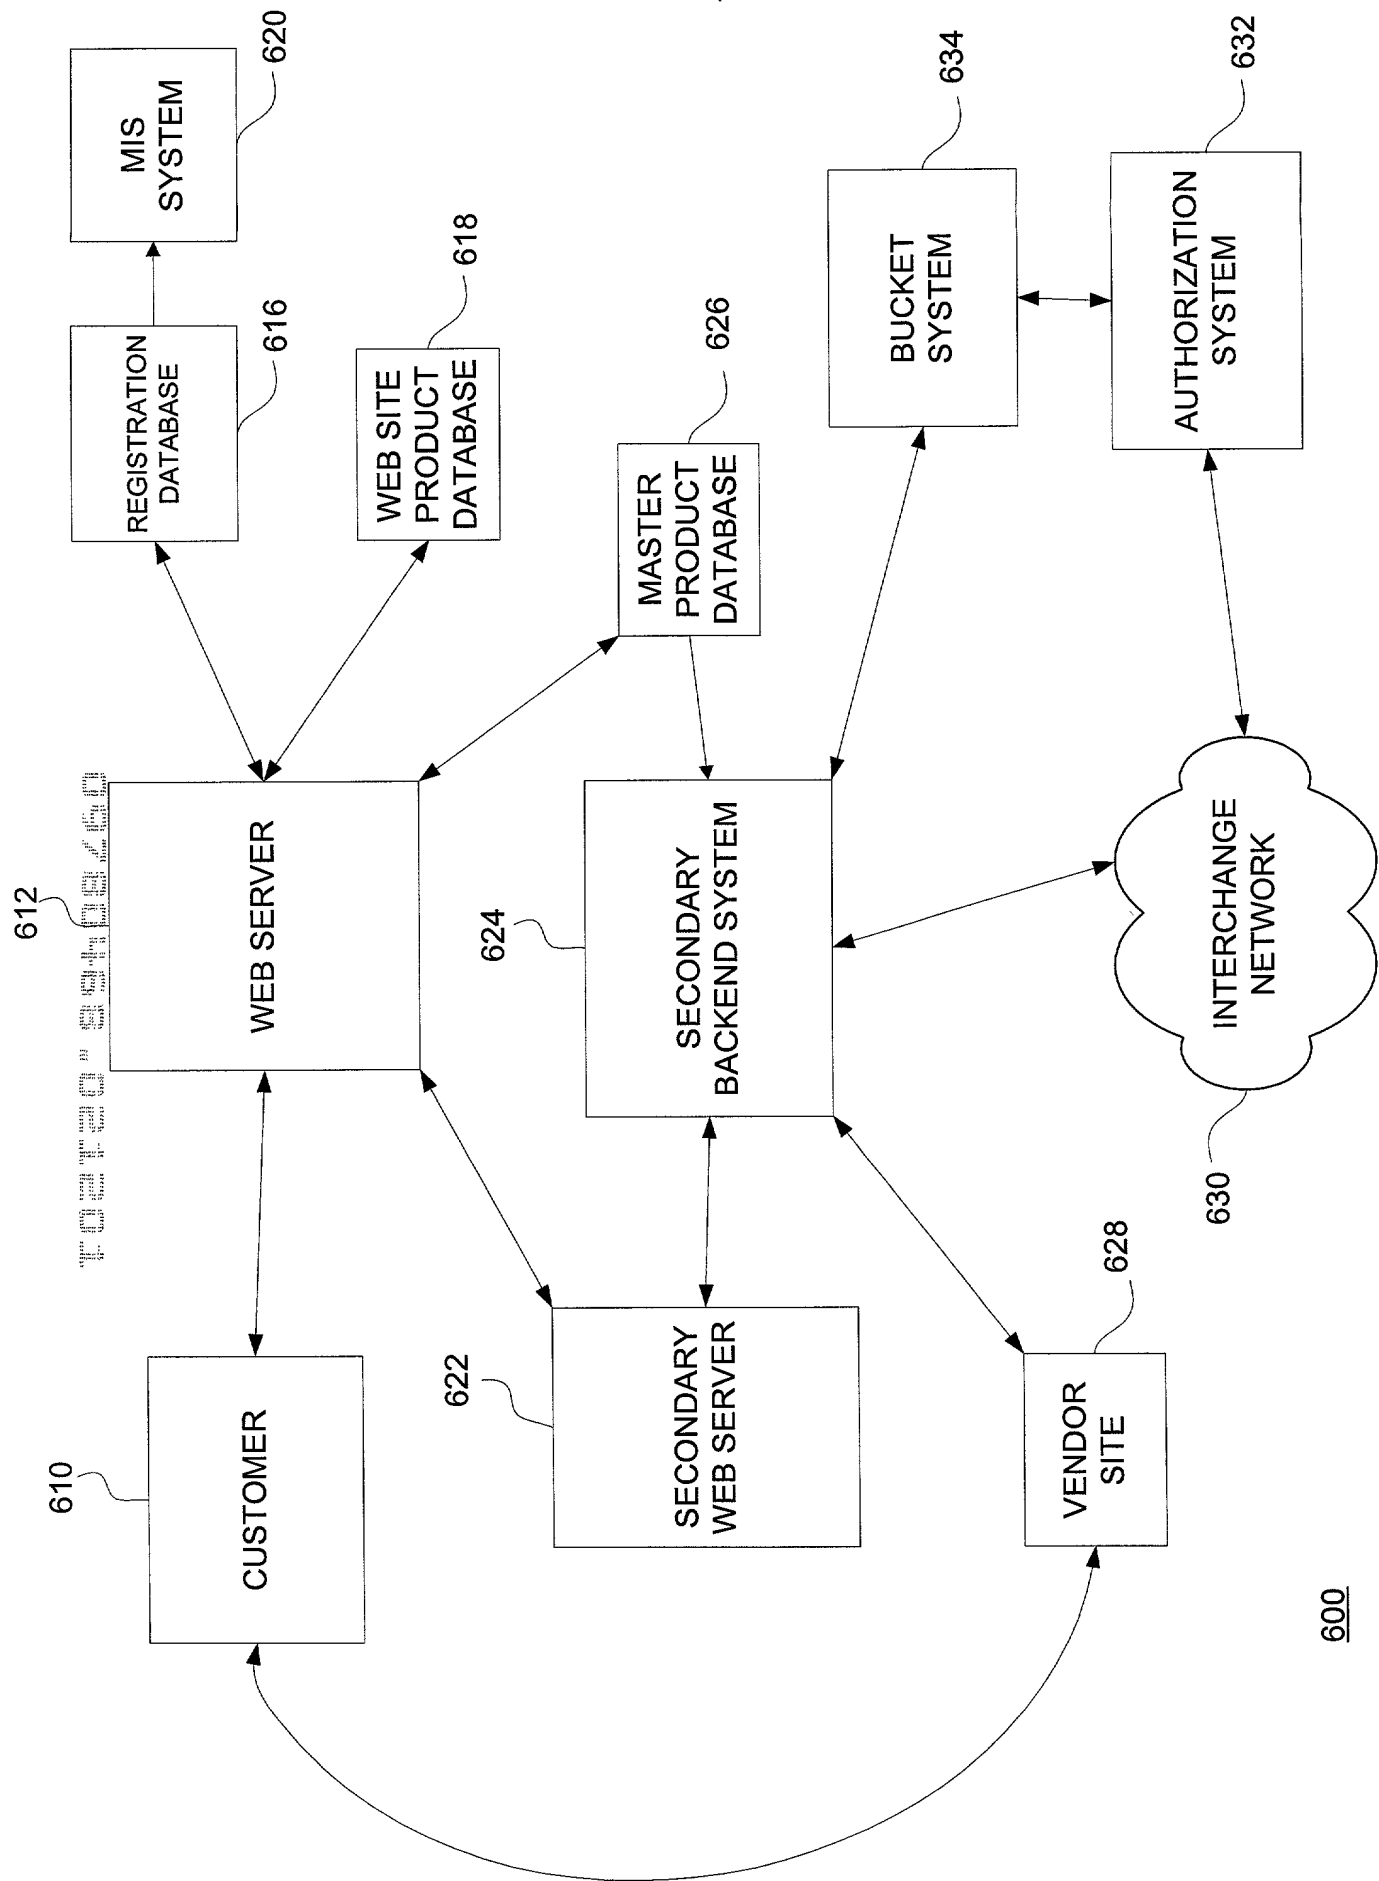 612
610
CUSTOMER
WEB SERVER
REGISTRATION
DATABASE
616
MIS
SYSTEM
620
WEB SITE
PRODUCT
DATABASE
618
622
SECONDARY
WEB SERVER
624
SECONDARY
BACKEND SYSTEM
MASTER
PRODUCT
DATABASE
626
BUCKET
SYSTEM
634
VENDOR
SITE
628
630
INTERCHANGE
NETWORK
AUTHORIZATION
SYSTEM
632
600